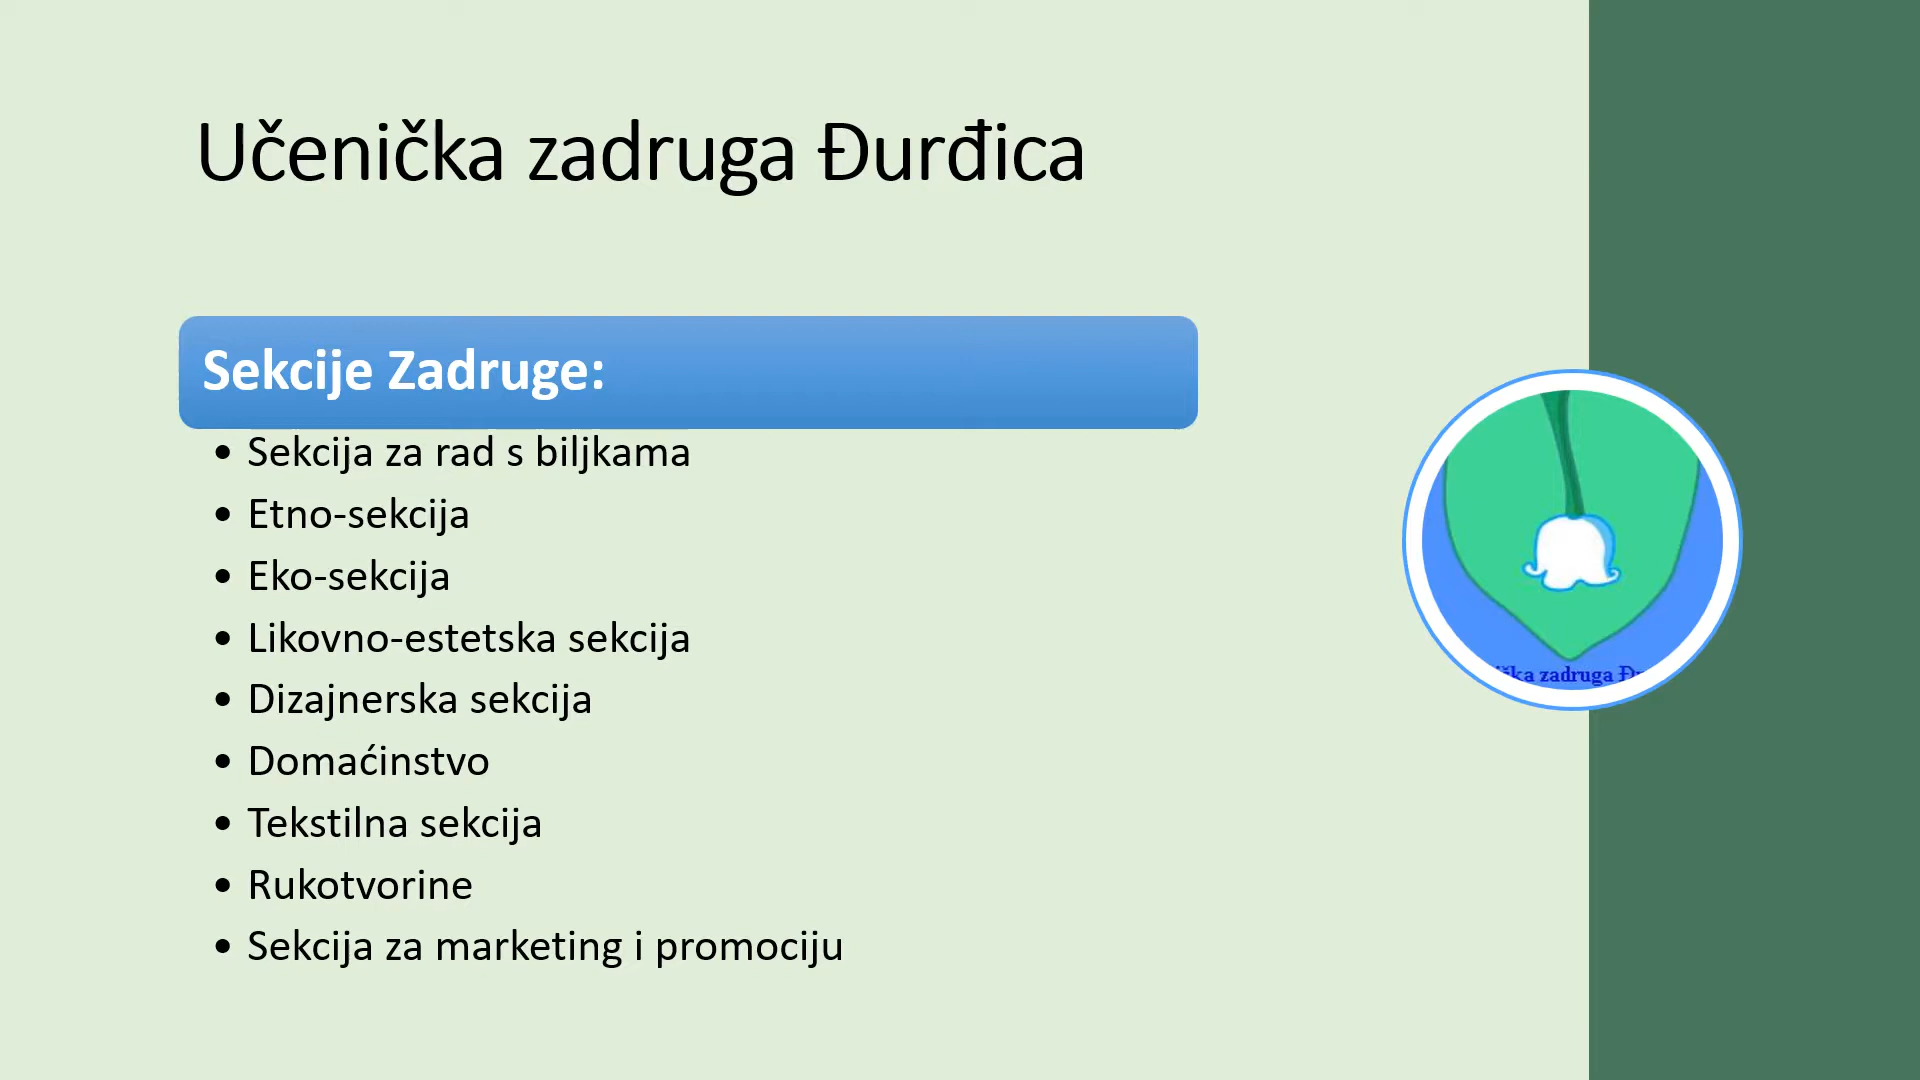 Učenička zadruga Đurđica
Sekcije Zadruge:
• Sekcija za rad s biljkama
• Etno-sekcija
• Eko-sekcija
• Likovno-estetska sekcija
• Dizajnerska sekcija
• Domaćinstvo
• Tekstilna sekcija
• Rukotvorine
• Sekcija za marketing i promociju
zadruga